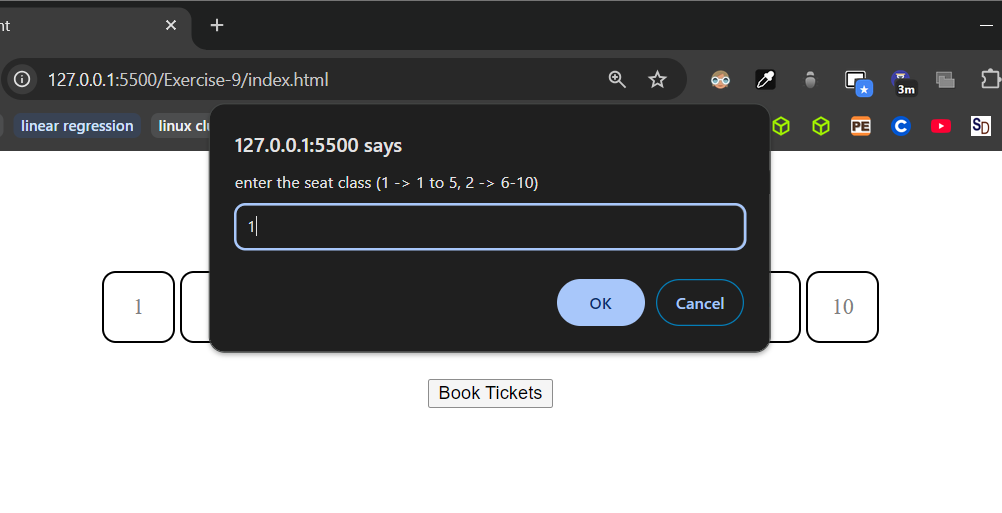 nt
127.0.0.1:5500/Exercise-9/index.html
3m
linear regression
linux clu
PE
C
SD
127.0.0.1:5500 says
enter the seat class (1 -> 1 to 5, 2 -> 6-10)
1
OK
Cancel
1
10
Book Tickets